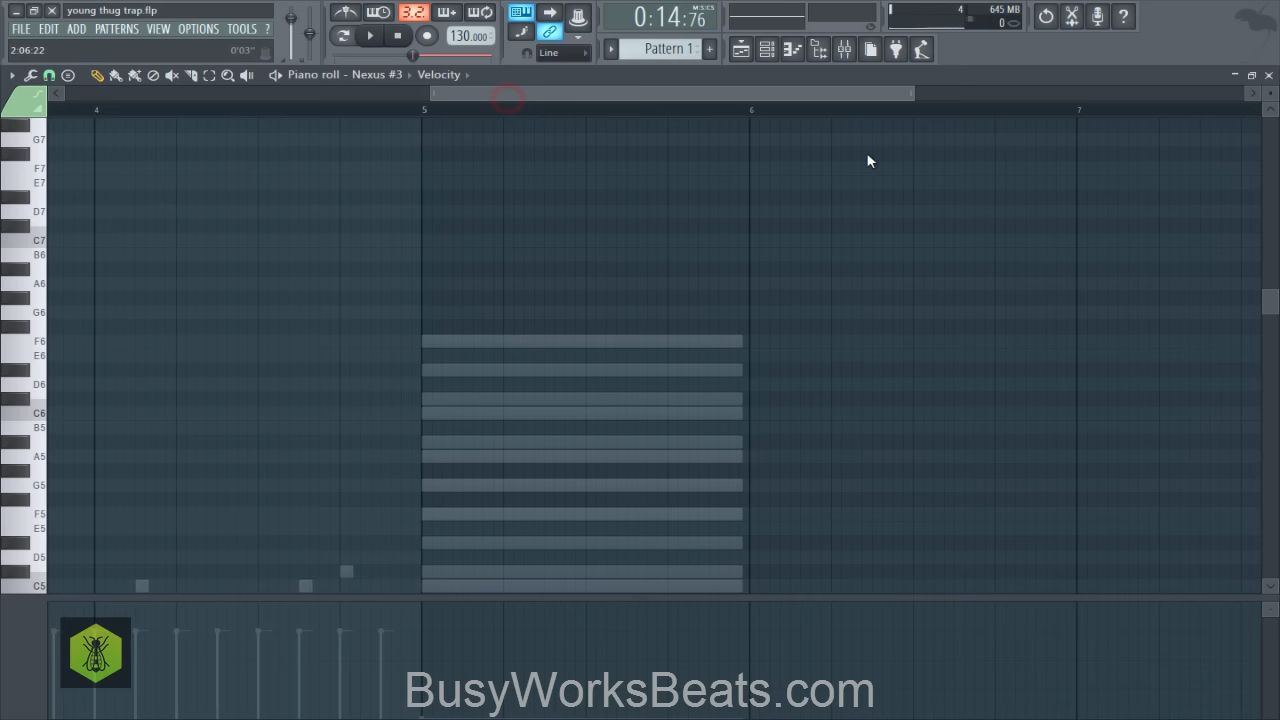 young thug trap.flp
FILE EDIT ADD PATTERNS VIEW OPTIONS TOOLS ?
2:06:22 0'03"
3.2.
130.000
0:14:76 M:S:CS
Line
Pattern 1
4 645 MB
0
Piano roll - Nexus #3 Velocity
4 5 6 7
G7
F7
E7
D7
C7
B6
A6
G6
F6
E6
D6
C6
B5
A5
G5
F5
E5
D5
C5
BusyWorksBeats.com